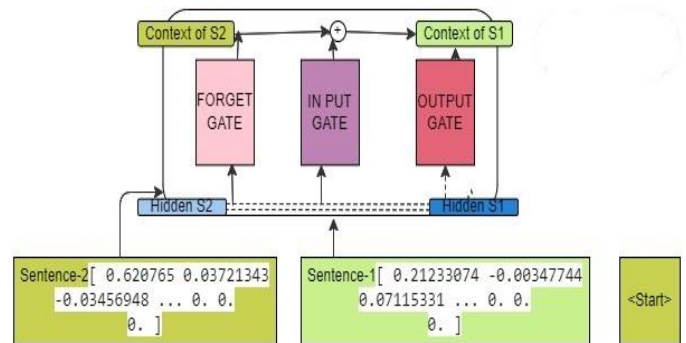 Context of S2
+
Context of S1
FORGET
GATE
IN PUT
GATE
OUTPUT
GATE
Hidden S2
Hidden S1
Sentence-2[ 0.620765 0.03721343
-0.03456948 ... 0. 0.
0. ]
Sentence-1[ 0.21233074 -0.00347744
0.07115331 ... 0. 0.
0. ]
<Start>